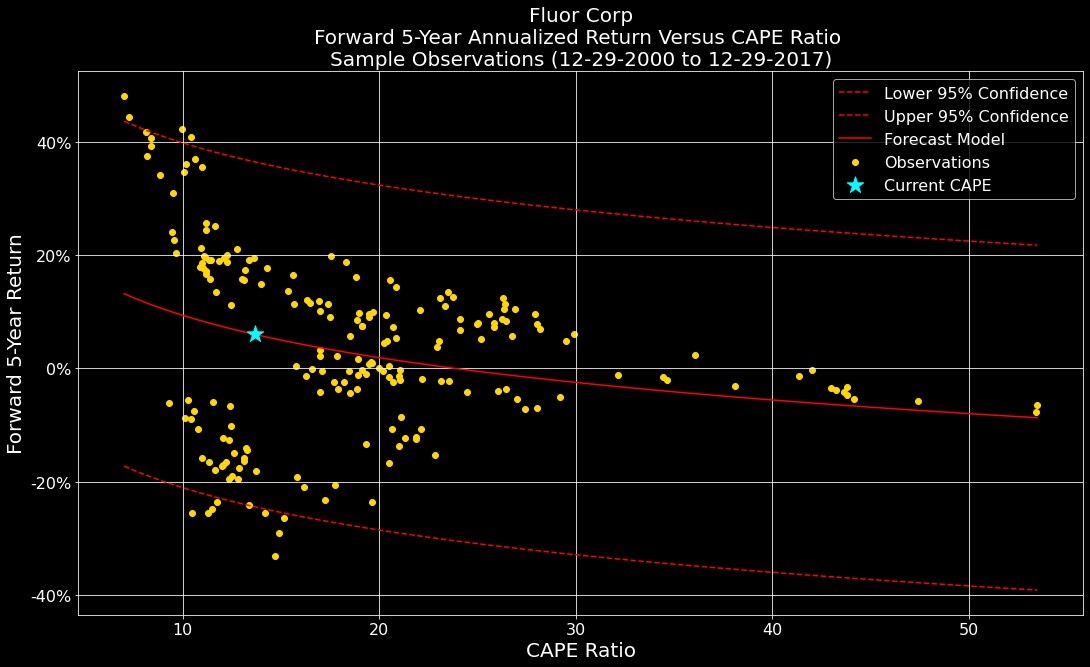 Fluor Corp
Forward 5-Year Annualized Return Versus CAPE Ratio
Sample Observations (12-29-2000 to 12-29-2017)
Lower 95% Confidence
Upper 95% Confidence
Forecast Model
Observations
Current CAPE
Forward 5-Year Return
40%
20%
0%
-20%
-40%
10
20
30
40
50
CAPE Ratio